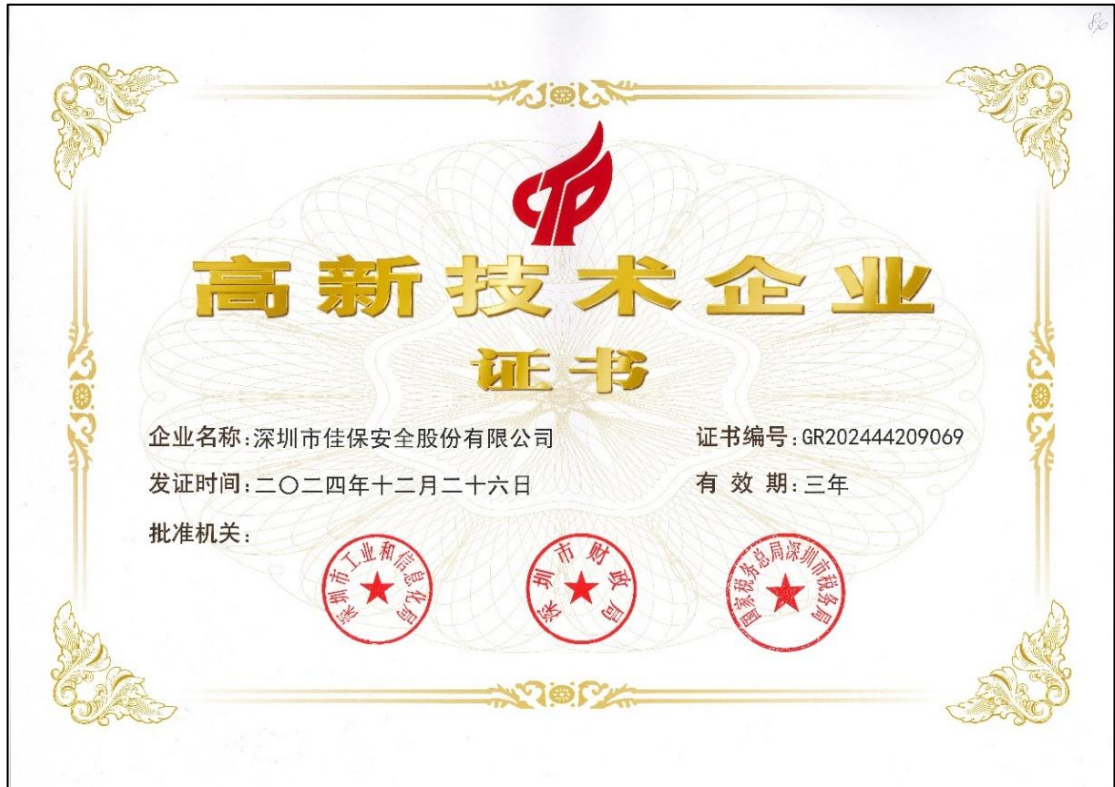 高新技术企业
证书
企业名称:深圳市佳保安全股份有限公司
证书编号:GR202444209069
发证时间:二〇二四年十二月二十六日
有效期:三年
批准机关:
深圳市工业和信息化局
深圳市财政局
国家税务总局深圳市税务局